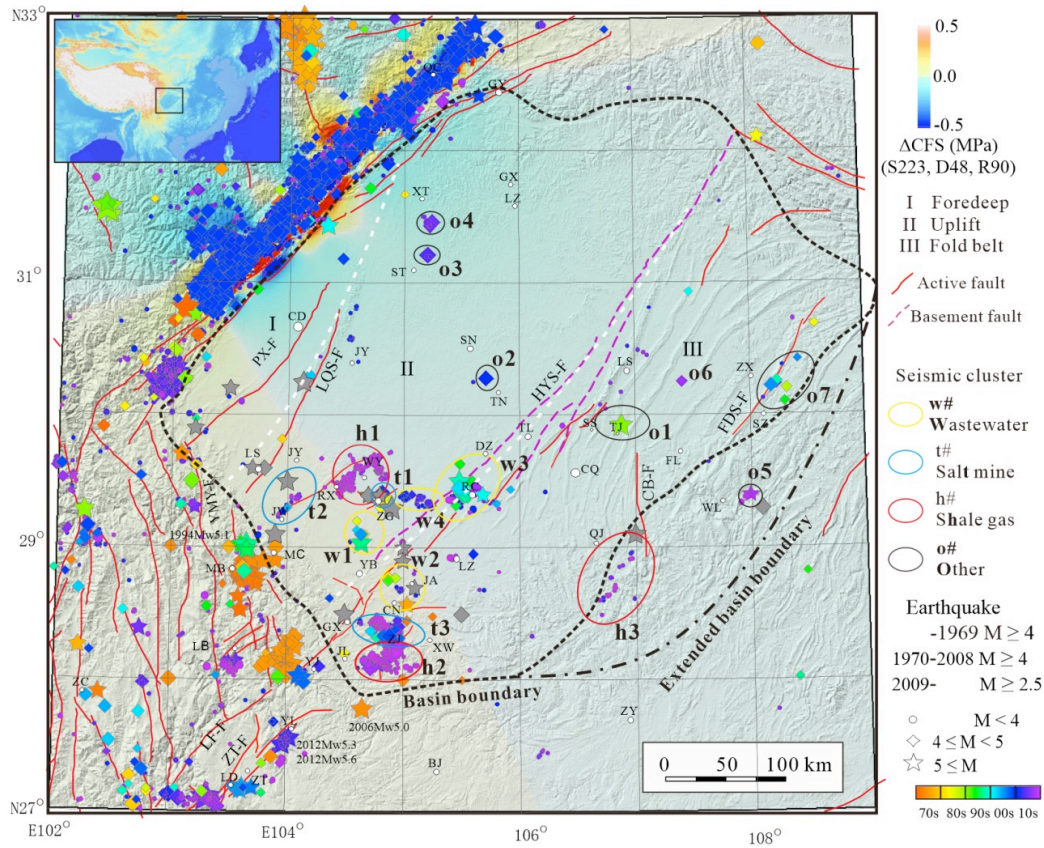 N33°
31°
29°
N27°
E102°
E104°
106°
108°
GY
GX
LZ
XT
o4
o3
ST
I
CD
PX-F
LQS-F
JY
II
SN
o2
TN
HYS-F
LS
III
o6
ZX
o7
FDS-F
SZ
SS
TJ
o1
TL
DZ
CQ
CB-F
FL
o5
WL
LS
JY
h1
WY
RX
t1
t2
ZG
w3
RC
w4
w1
w2
YB
JA
LZ
CN
QJ
h3
1994Mw5.1
MC
MB
GX
t3
XW
JL
h2
LB
ZC
LF-F
ZT-F
YL
2006Mw5.0
2012Mw5.3
2012Mw5.6
LD
ZT
BJ
ZY
Basin boundary
Extended basin boundary
0 50 100 km
0.5
0.0
-0.5
ΔCFS (MPa)
(S223, D48, R90)
I Foredeep
II Uplift
III Fold belt
Active fault
Basement fault
Seismic cluster
w#
Wastewater
t#
Salt mine
h#
Shale gas
o#
Other
Earthquake
-1969 M ≥ 4
1970-2008 M ≥ 4
2009- M ≥ 2.5
M < 4
4 ≤ M < 5
5 ≤ M
70s 80s 90s 00s 10s